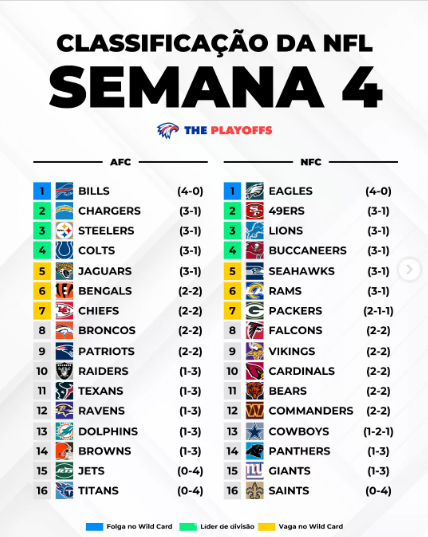 CLASSIFICAÇÃO DA NFL
SEMANA 4
THE PLAYOFFS
AFC
1 BILLS (4-0)
2 CHARGERS (3-1)
3 STEELERS (3-1)
4 COLTS (3-1)
5 JAGUARS (3-1)
6 BENGALS (2-2)
7 CHIEFS (2-2)
8 BRONCOS (2-2)
9 PATRIOTS (2-2)
10 RAIDERS (1-3)
11 TEXANS (1-3)
12 RAVENS (1-3)
13 DOLPHINS (1-3)
14 BROWNS (1-3)
15 JETS (0-4)
16 TITANS (0-4)
NFC
1 EAGLES (4-0)
2 49ERS (3-1)
3 LIONS (3-1)
4 BUCCANEERS (3-1)
5 SEAHAWKS (3-1)
6 RAMS (3-1)
7 PACKERS (2-1-1)
8 FALCONS (2-2)
9 VIKINGS (2-2)
10 CARDINALS (2-2)
11 BEARS (2-2)
12 COMMANDERS (2-2)
13 COWBOYS (1-2-1)
14 PANTHERS (1-3)
15 GIANTS (1-3)
16 SAINTS (0-4)
Folga no Wild Card
Líder de divisão
Vaga no Wild Card